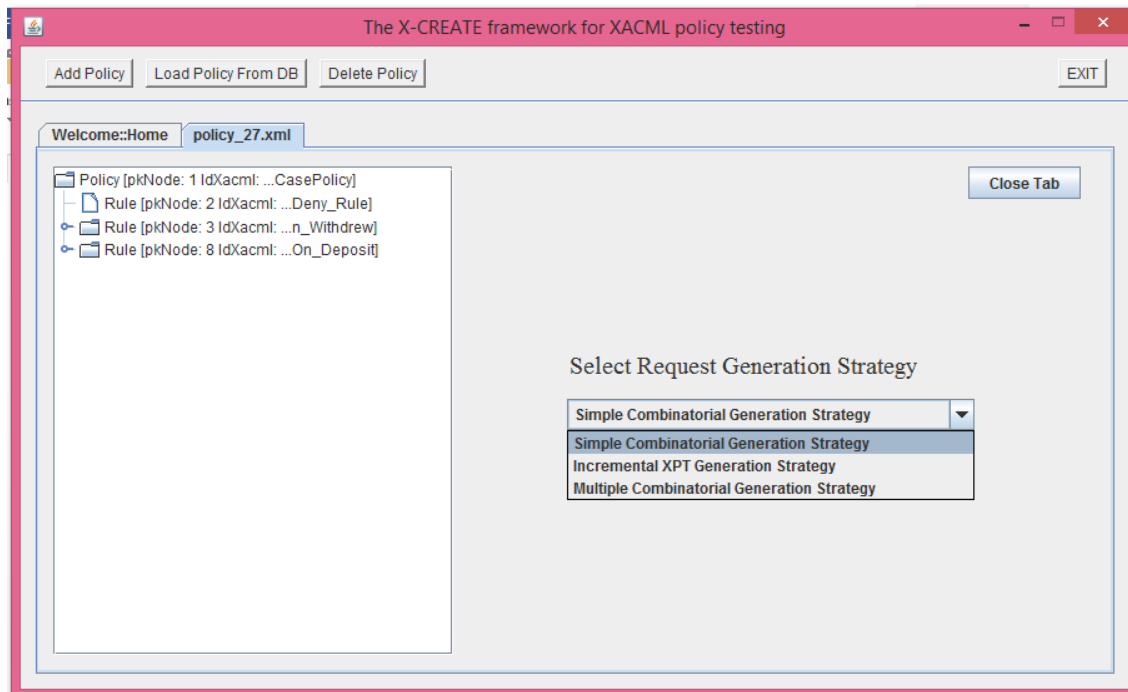 The X-CREATE framework for XACML policy testing
Add Policy Load Policy From DB Delete Policy EXIT
Welcome::Home policy_27.xml
Policy [pkNode: 1 IdXacml: ...CasePolicy]
Rule [pkNode: 2 IdXacml: ...Deny_Rule]
Rule [pkNode: 3 IdXacml: ...n_Withdrew]
Rule [pkNode: 8 IdXacml: ...On_Deposit]
Close Tab
Select Request Generation Strategy
Simple Combinatorial Generation Strategy
Simple Combinatorial Generation Strategy
Incremental XPT Generation Strategy
Multiple Combinatorial Generation Strategy